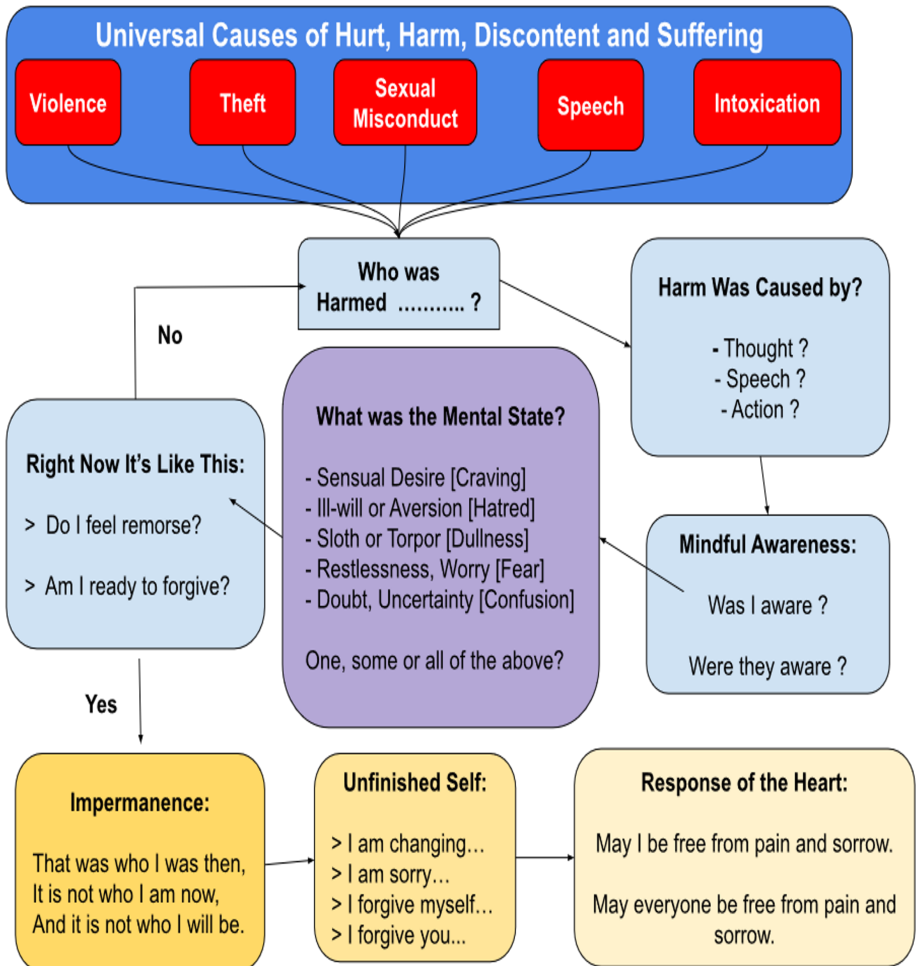 Universal Causes of Hurt, Harm, Discontent and Suffering
Violence
Theft
Sexual
Misconduct
Speech
Intoxication
Who was
Harmed ……….. ?
Harm Was Caused by?
- Thought ?
- Speech ?
- Action ?
Mindful Awareness:
Was I aware ?
Were they aware ?
What was the Mental State?
- Sensual Desire [Craving]
- Ill-will or Aversion [Hatred]
- Sloth or Torpor [Dullness]
- Restlessness, Worry [Fear]
- Doubt, Uncertainty [Confusion]
One, some or all of the above?
Right Now It’s Like This:
> Do I feel remorse?
> Am I ready to forgive?
No
Yes
Impermanence:
That was who I was then,
It is not who I am now,
And it is not who I will be.
Unfinished Self:
> I am changing…
> I am sorry…
> I forgive myself…
> I forgive you...
Response of the Heart:
May I be free from pain and sorrow.
May everyone be free from pain and
sorrow.